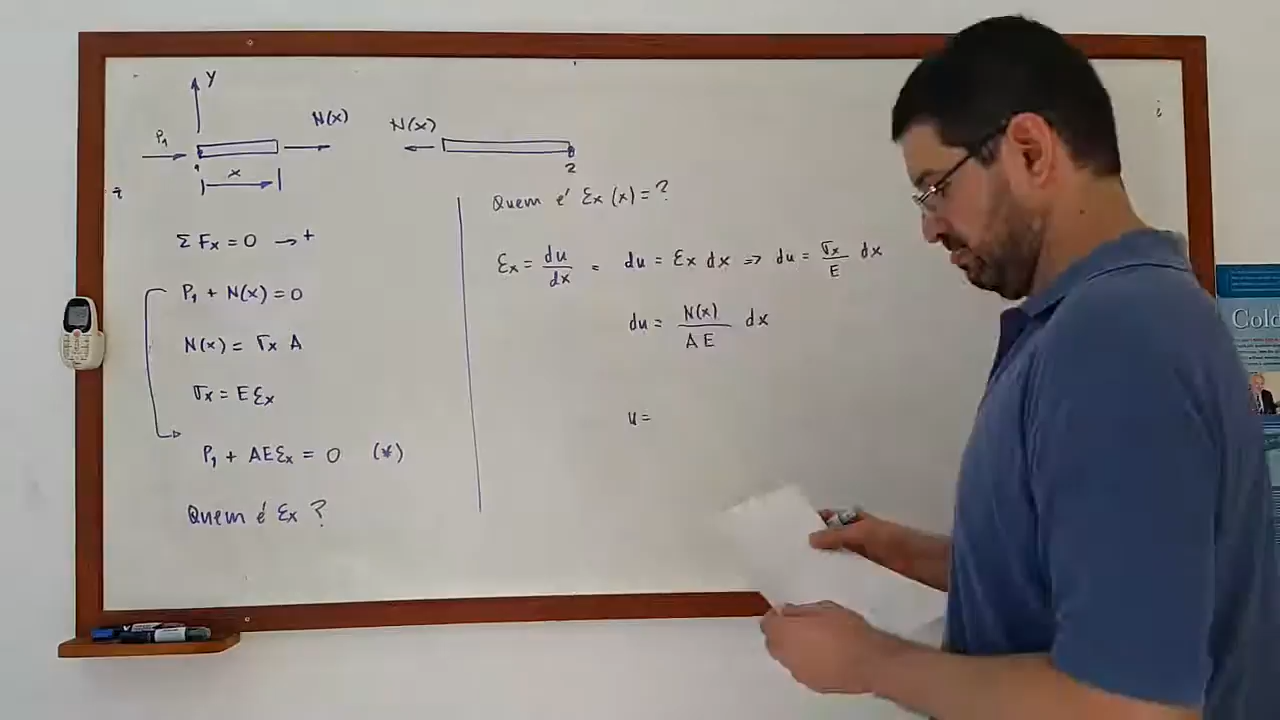 y
P₁ N(x) N(x)
1 2
x
Σ Fx = 0 → +
P₁ + N(x) = 0
N(x) = σx A
σx = E εx
P₁ + AEεx = 0 (*)
Quem é εx ?
Quem é εx (x) = ?
εx = du/dx = du = εx dx ⇒ du = σx/E dx
du = N(x)/AE dx
u =
Cold